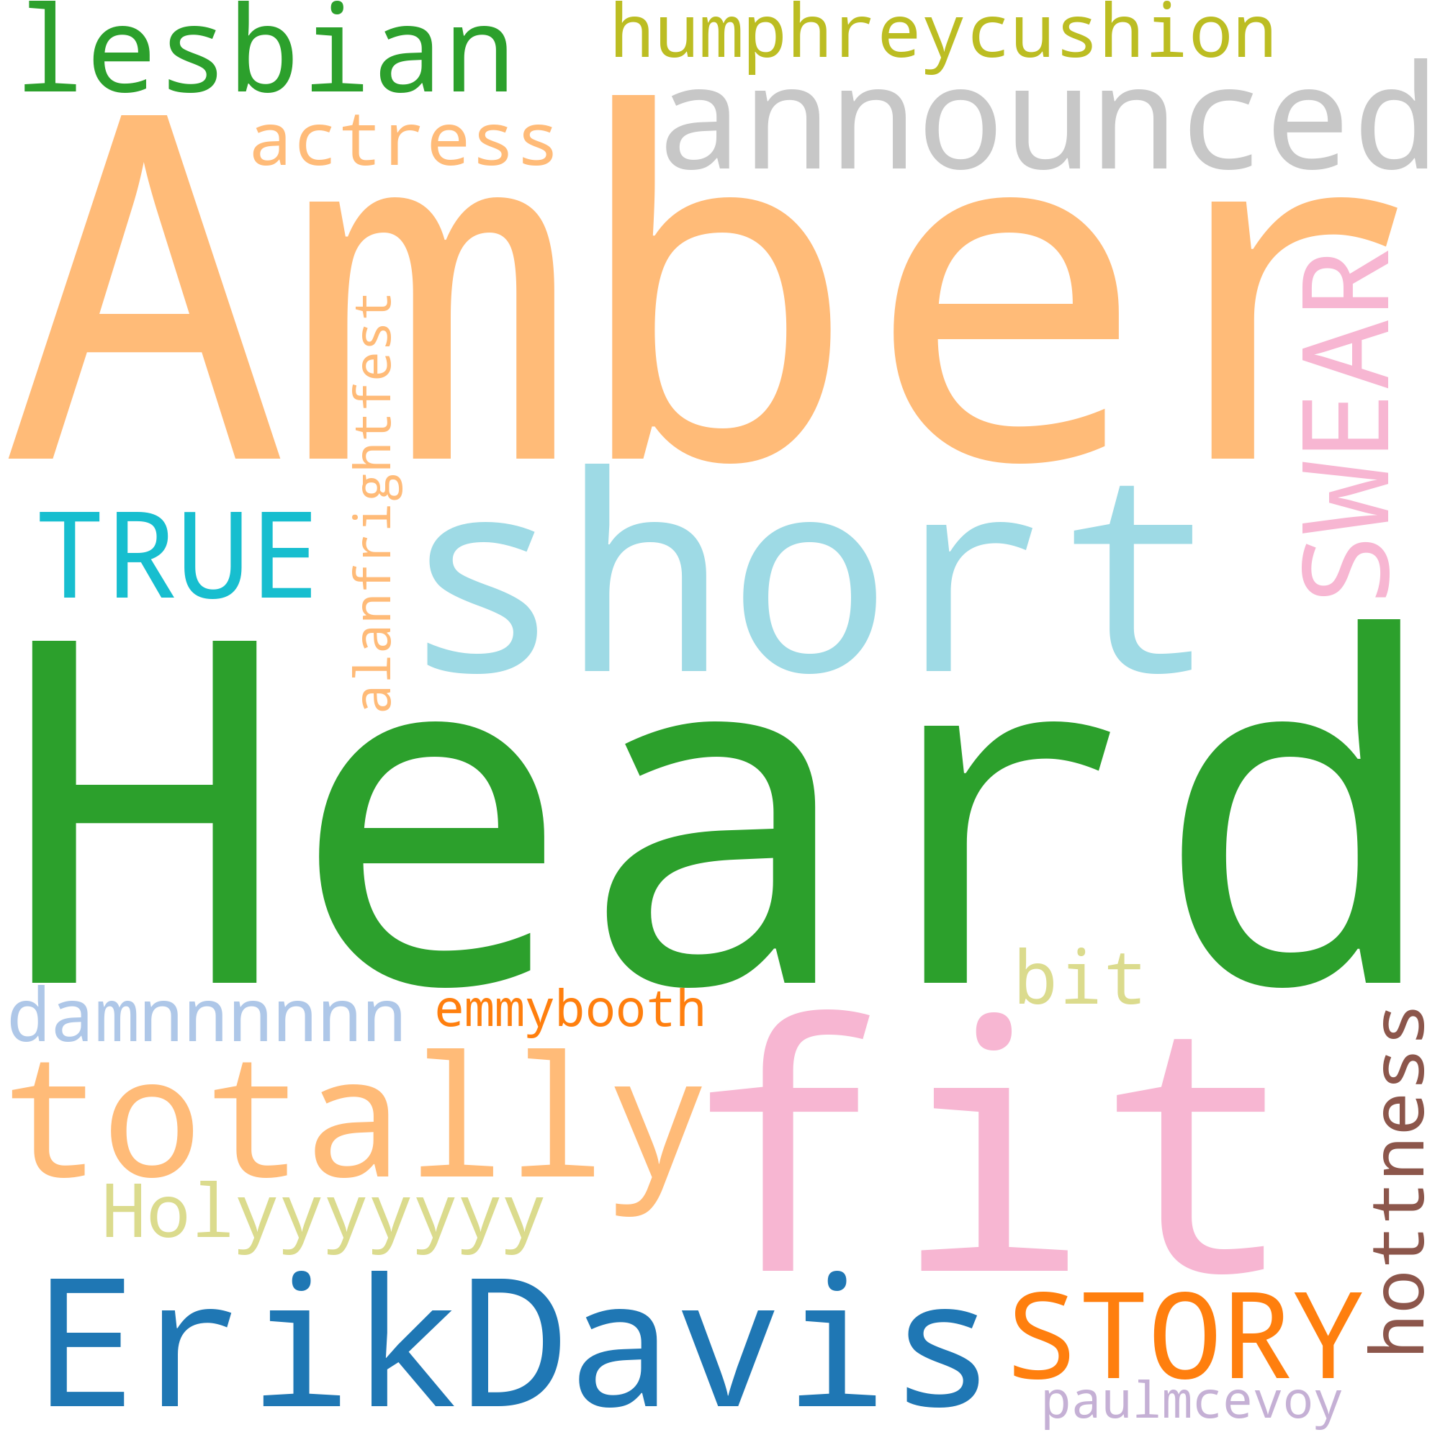 lesbian
humphreycushion
actress
announced
Amber
SWEAR
alanfrightfest
TRUE
short
Heard
bit
damnnnnnn
emmybooth
fit
hottness
totally
Holyyyyyyy
ErikDavis
STORY
paulmcevoy